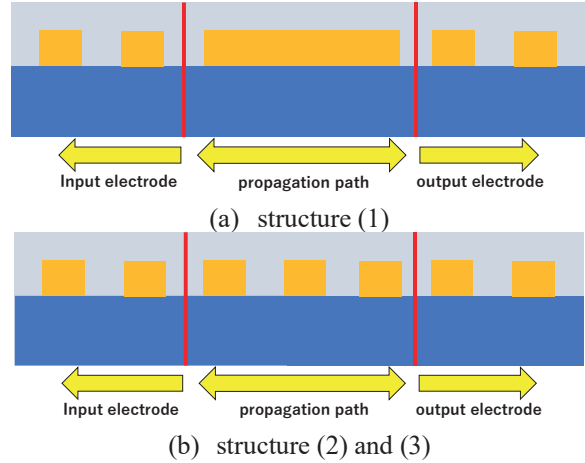 Input electrode propagation path output electrode
(a) structure (1)
Input electrode propagation path output electrode
(b) structure (2) and (3)